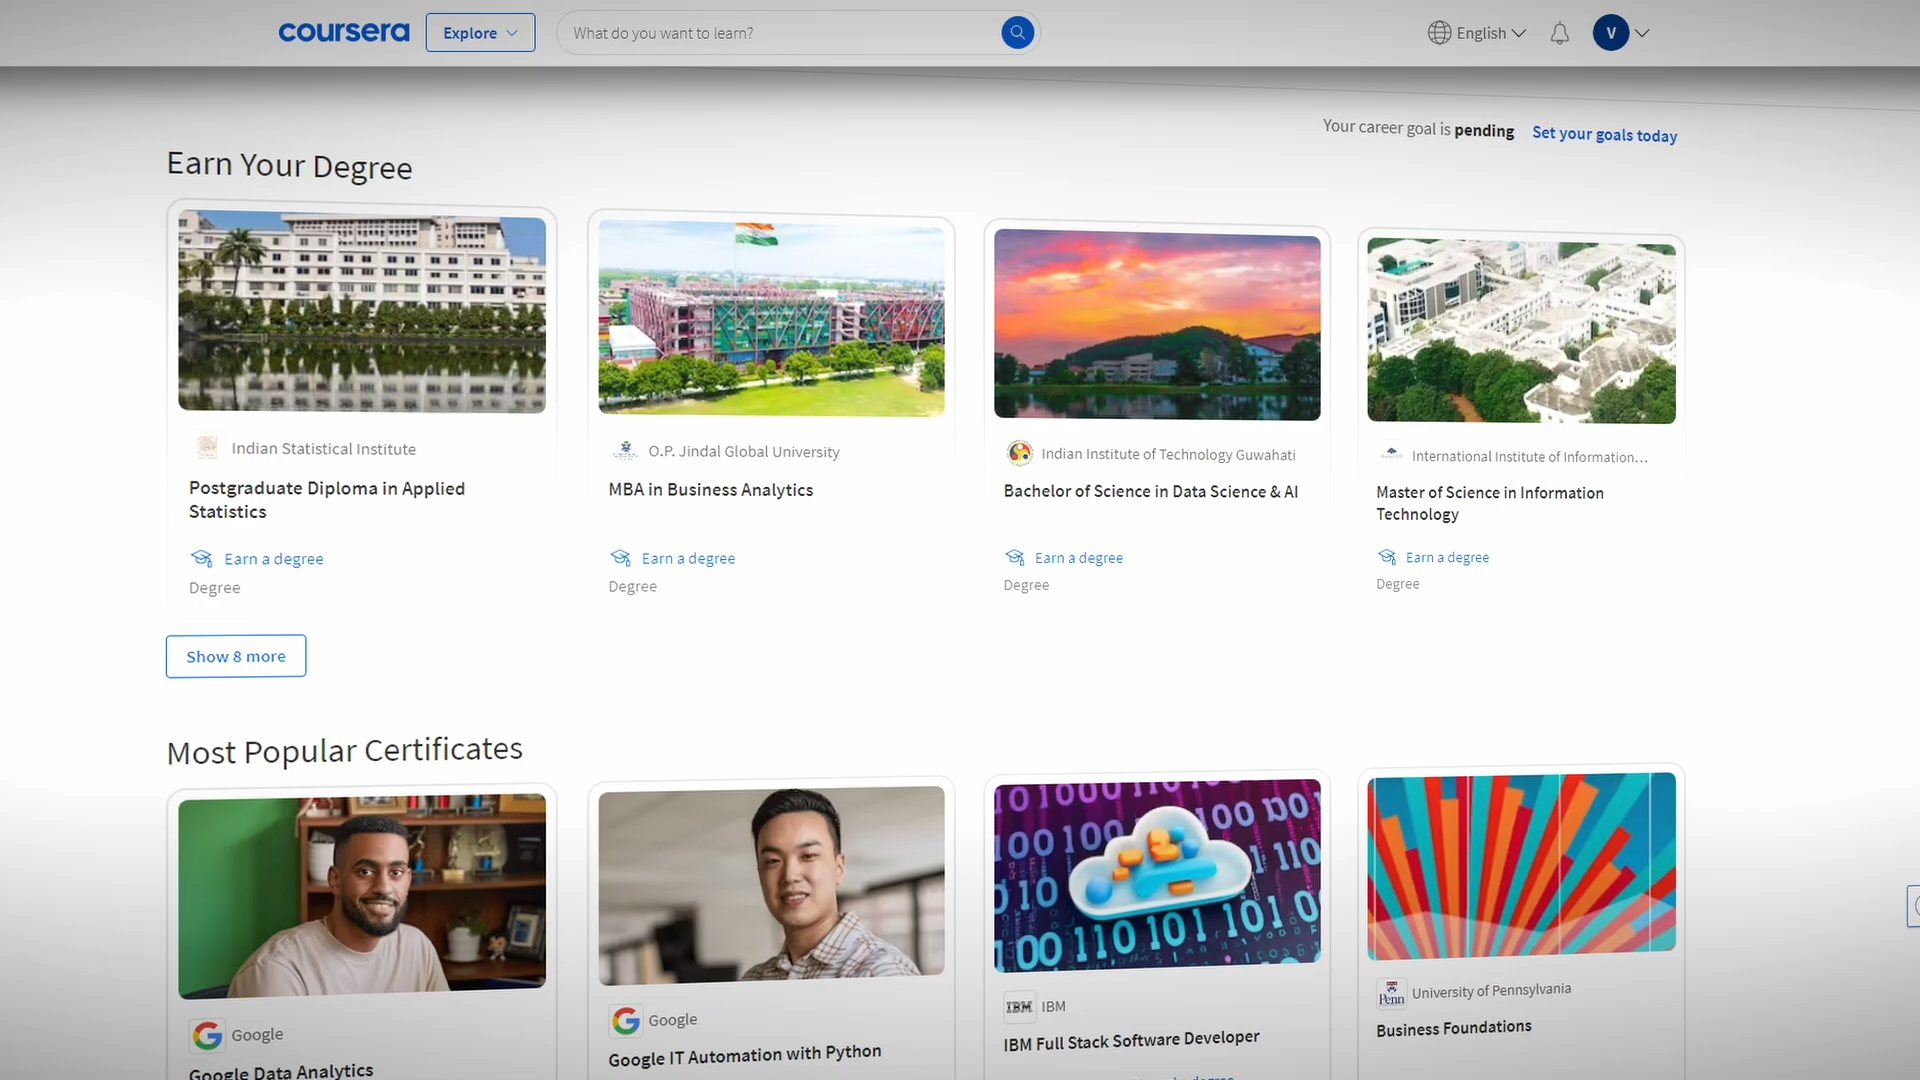 coursera
Explore
What do you want to learn?
English
V
Your career goal is pending Set your goals today
Earn Your Degree
Indian Statistical Institute
Postgraduate Diploma in Applied
Statistics
Earn a degree
Degree
O.P. Jindal Global University
MBA in Business Analytics
Earn a degree
Degree
Indian Institute of Technology Guwahati
Bachelor of Science in Data Science & AI
Earn a degree
Degree
International Institute of Information...
Master of Science in Information
Technology
Earn a degree
Degree
Show 8 more
Most Popular Certificates
Google
Google Data Analytics
Google
Google IT Automation with Python
IBM IBM
IBM Full Stack Software Developer
Penn University of Pennsylvania
Business Foundations